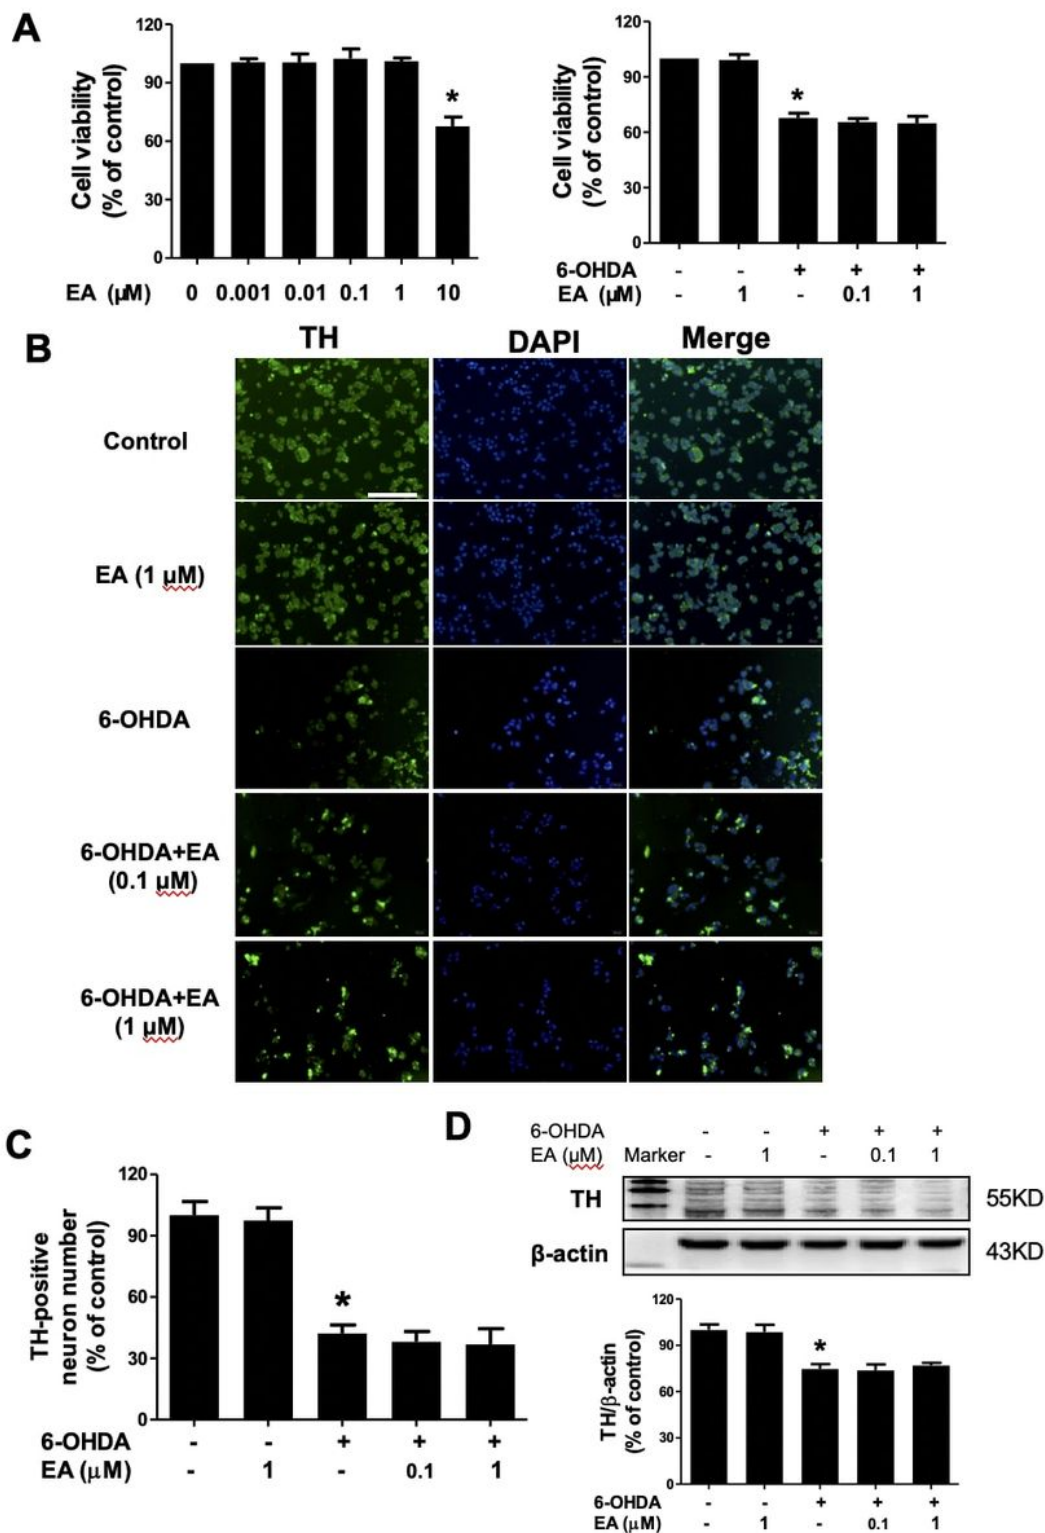 A
Cell viability
(% of control)
120
90
60
30
0
*
EA (µM) 0 0.001 0.01 0.1 1 10
Cell viability
(% of control)
120
90
60
30
0
*
6-OHDA - - + + +
EA (µM) - 1 - 0.1 1
B
TH DAPI Merge
Control
EA (1 µM)
6-OHDA
6-OHDA+EA
(0.1 µM)
6-OHDA+EA
(1 µM)
C
TH-positive
neuron number
(% of control)
120
90
60
30
0
*
6-OHDA - - + + +
EA (µM) - 1 - 0.1 1
D
6-OHDA - - + + +
EA (µM) Marker - 1 - 0.1 1
TH 55KD
β-actin 43KD
TH/β-actin
(% of control)
120
90
60
30
0
*
6-OHDA - - + + +
EA (µM) - 1 - 0.1 1